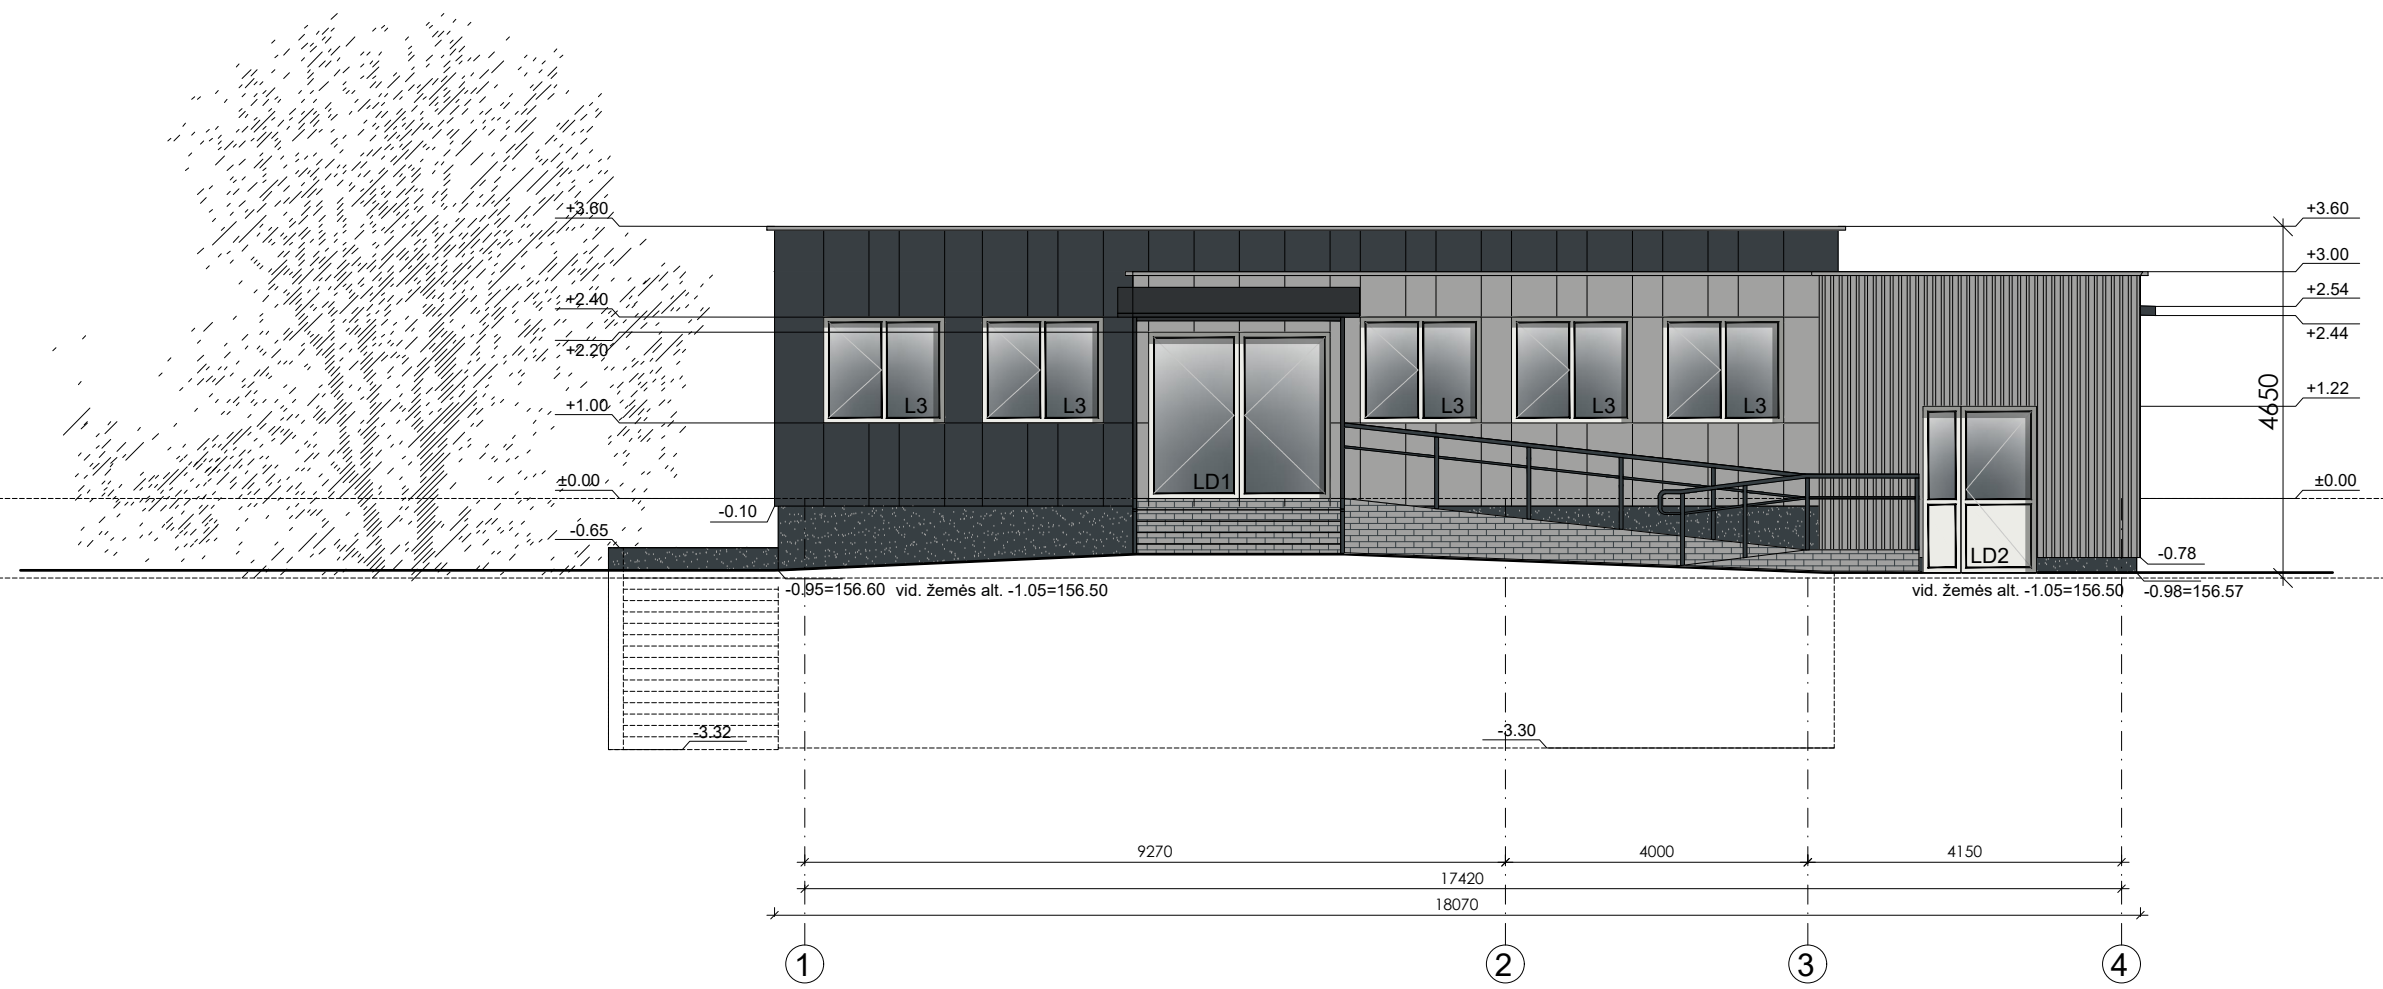 +3.60
+3.60
+3.00
+2.54
+2.40
+2.44
+2.20
4650
+1.22
+1.00
L3
L3
L3
L3
L3
±0.00
±0.00
LD1
-0.10
-0.65
LD2
-0.78
-0.95=156.60 vid. žemės alt. -1.05=156.50
vid. žemės alt. -1.05=156.50 -0.98=156.57
-3.32
-3.30
9270
4000
4150
17420
18070
1
2
3
4